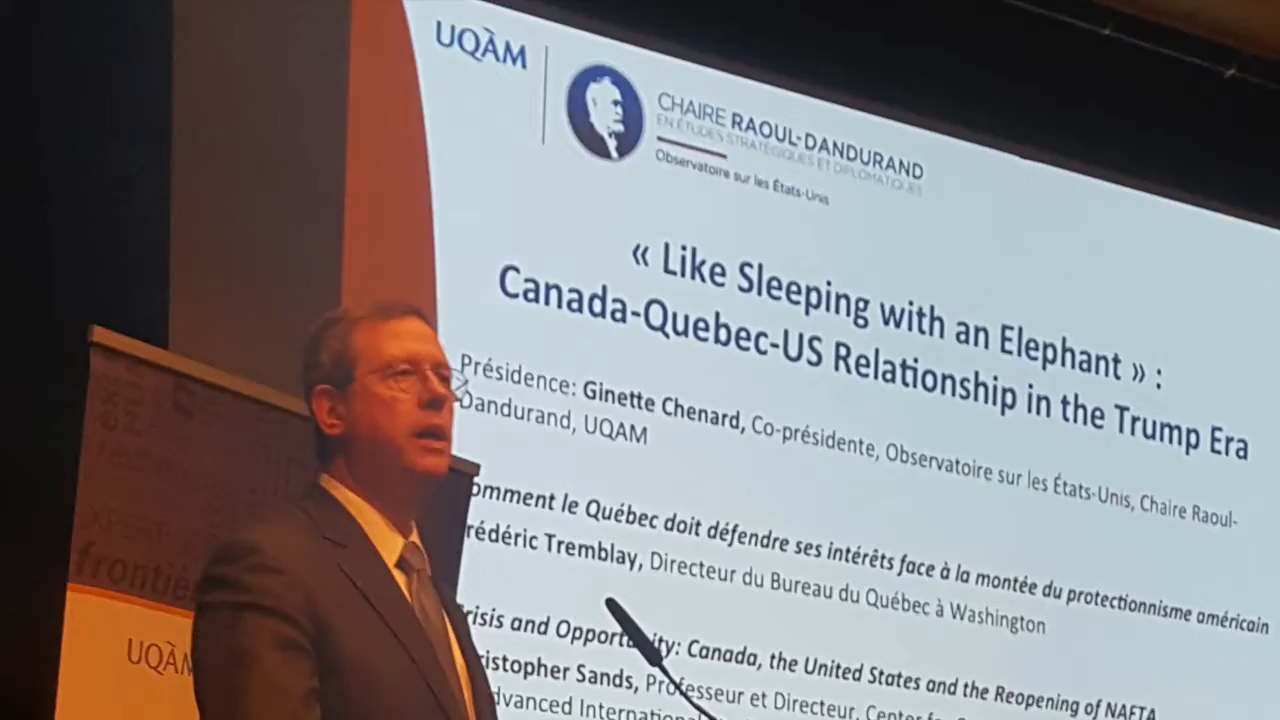 UQÀM
CHAIRE RAOUL-DANDURAND
EN ÉTUDES STRATÉGIQUES ET DIPLOMATIQUES
Observatoire sur les États-Unis
« Like Sleeping with an Elephant » :
Canada-Quebec-US Relationship in the Trump Era
Présidence: Ginette Chenard, Co-présidente, Observatoire sur les États-Unis, Chaire Raoul-
Dandurand, UQAM
omment le Québec doit défendre ses intérêts face à la montée du protectionnisme américain
rédéric Tremblay, Directeur du Bureau du Québec à Washington
risis and Opportunity: Canada, the United States and the Reopening of NAFTA
ristopher Sands, Professeur et Directeur, Center
dvanced International
frontiè
UQÀM